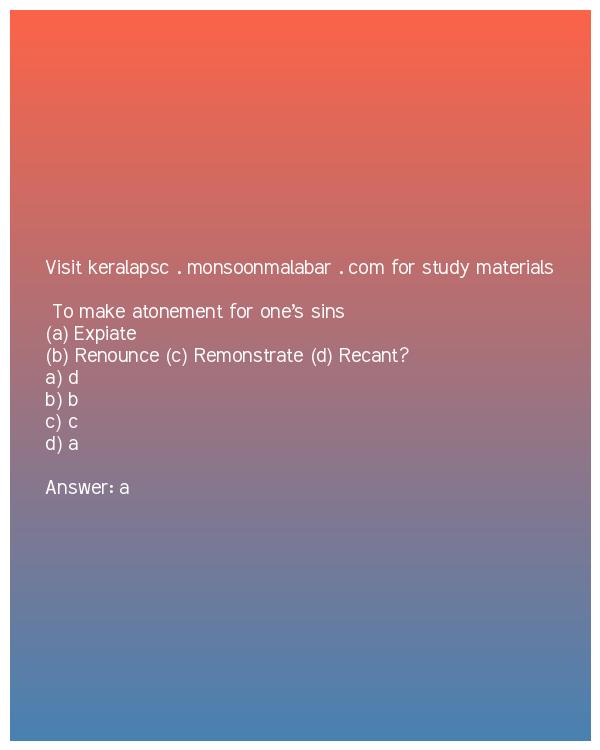 Visit keralapsc . monsoonmalabar . com for study materials
To make atonement for one's sins
(a) Expiate
(b) Renounce (c) Remonstrate (d) Recant?
a) d
b) b
c) c
d) a
Answer: a